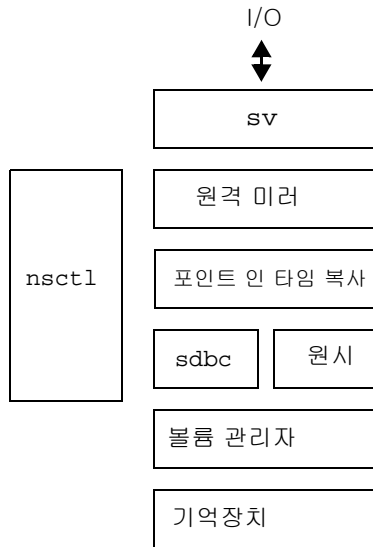 I/O
sv
원격 미러
nsctl
포인트 인 타임 복사
sdbc
원시
볼륨 관리자
기억장치